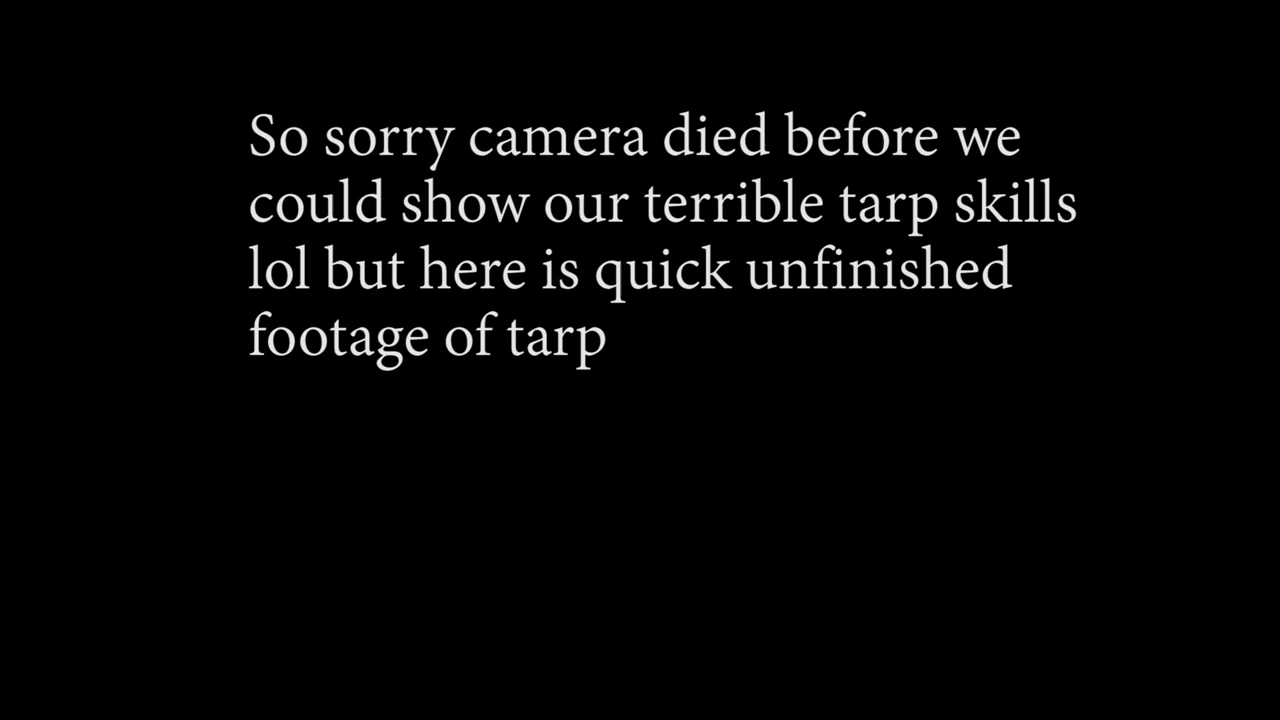 So sorry camera died before we
could show our terrible tarp skills
lol but here is quick unfinished
footage of tarp